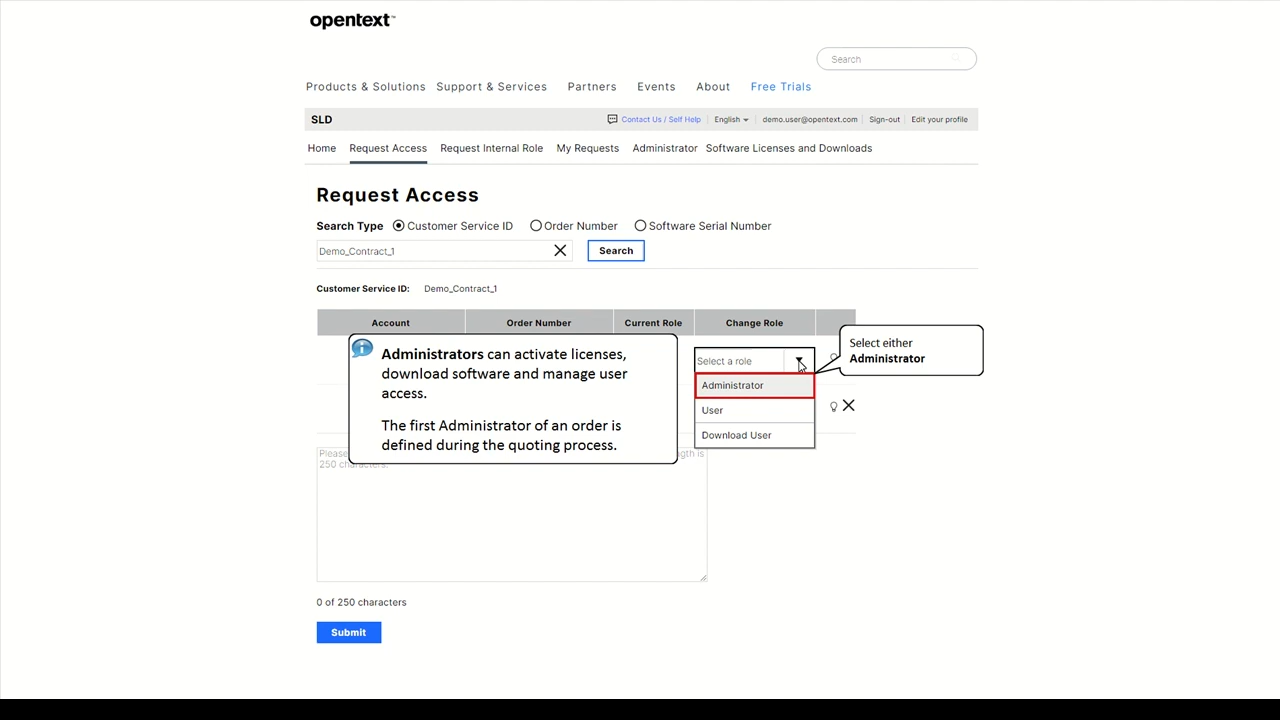 opentext™
Search
Products & Solutions Support & Services Partners Events About Free Trials
SLD
Contact Us / Self Help English demo.user@opentext.com Sign-out Edit your profile
Home Request Access Request Internal Role My Requests Administrator Software Licenses and Downloads
Request Access
Search Type Customer Service ID Order Number Software Serial Number
Demo_Contract_1
Search
Customer Service ID: Demo_Contract_1
Account Order Number Current Role Change Role
Administrators can activate licenses,
download software and manage user
access.
The first Administrator of an order is
defined during the quoting process.
Select a role
Administrator
User
Download User
Select either
Administrator
Please
is
250 characters.
0 of 250 characters
Submit